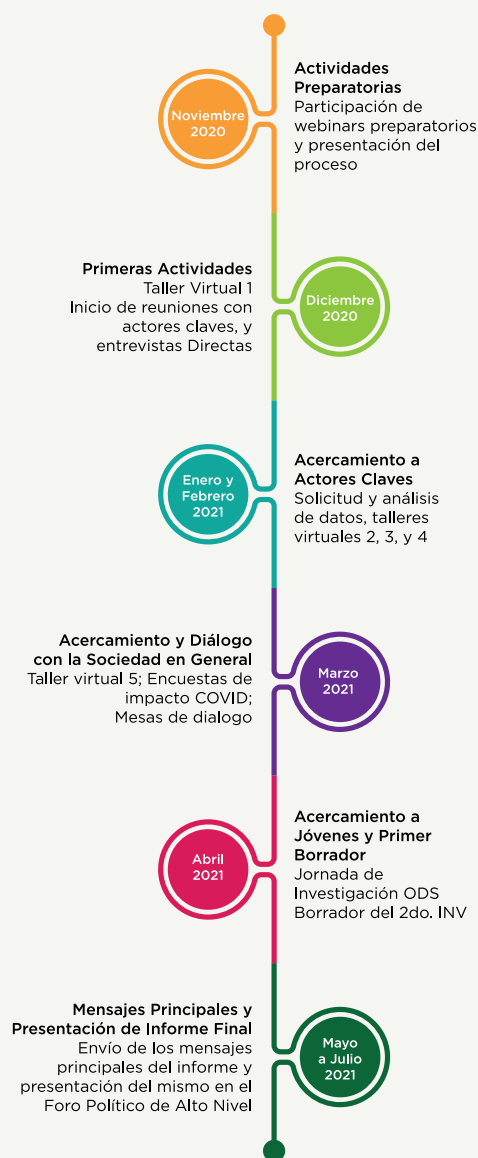 Noviembre
2020
Actividades
Preparatorias
Participación de
webinars preparatorios
y presentación del
proceso
Primeras Actividades
Taller Virtual 1
Inicio de reuniones con
actores claves, y
entrevistas Directas
Diciembre
2020
Enero y
Febrero
2021
Acercamiento a
Actores Claves
Solicitud y análisis
de datos, talleres
virtuales 2, 3, y 4
Acercamiento y Diálogo
con la Sociedad en General
Taller virtual 5; Encuestas de
impacto COVID;
Mesas de dialogo
Marzo
2021
Abril
2021
Acercamiento a
Jóvenes y Primer
Borrador
Jornada de
Investigación ODS
Borrador del 2do. INV
Mensajes Principales y
Presentación de Informe Final
Envío de los mensajes
principales del informe y
presentación del mismo en el
Foro Político de Alto Nivel
Mayo
a Julio
2021